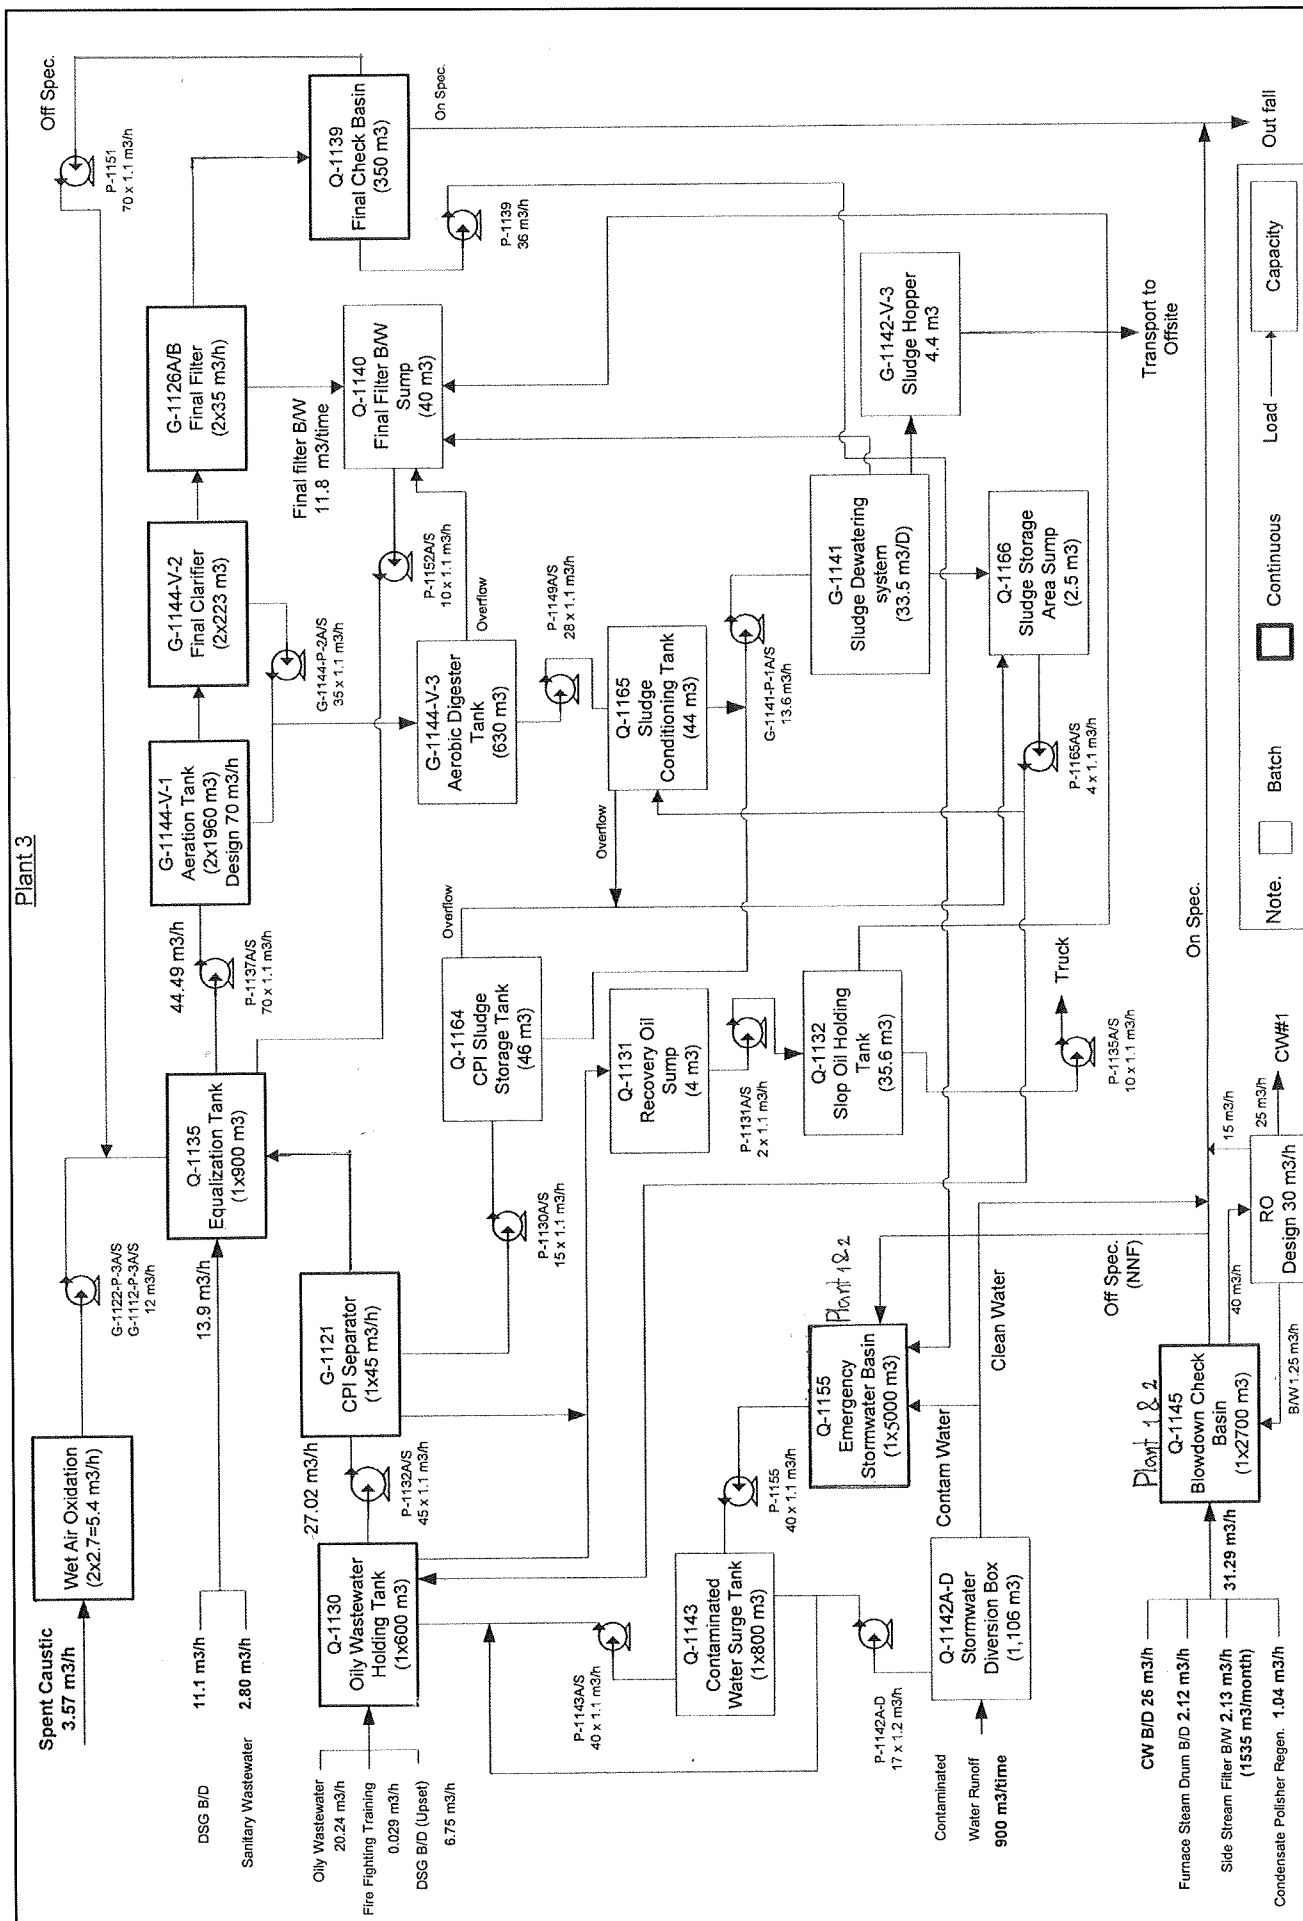 Plant 3
Spent Caustic
3.57 m3/h
Wet Air Oxidation
(2x2.7=5.4 m3/h)
G-1122-P-3A/S
G-1112-P-3A/S
12 m3/h
P-1151
70 x 1.1 m3/h
Off Spec.
DSG B/D
11.1 m3/h
Sanitary Wastewater
2.80 m3/h
13.9 m3/h
Q-1135
Equalization Tank
(1x900 m3)
44.49 m3/h
P-1137A/S
70 x 1.1 m3/h
G-1144-V-1
Aeration Tank
(2x1960 m3)
Design 70 m3/h
G-1144-V-2
Final Clarifier
(2x223 m3)
G-1144-P-2A/S
35 x 1.1 m3/h
G-1126A/B
Final Filter
(2x35 m3/h)
Final filter B/W
11.8 m3/time
Q-1139
Final Check Basin
(350 m3)
On Spec.
P-1139
36 m3/h
Q-1140
Final Filter B/W
Sump
(40 m3)
P-1152A/S
10 x 1.1 m3/h
Overflow
G-1144-V-3
Aerobic Digester
Tank
(630 m3)
P-1149A/S
28 x 1.1 m3/h
Oily Wastewater
20.24 m3/h
Fire Fighting Training
0.029 m3/h
DSG B/D (Upset)
6.75 m3/h
Q-1130
Oily Wastewater
Holding Tank
(1x600 m3)
27.02 m3/h
P-1132A/S
45 x 1.1 m3/h
G-1121
CPI Separator
(1x45 m3/h)
P-1130A/S
15 x 1.1 m3/h
Q-1164
CPI Sludge
Storage Tank
(46 m3)
Overflow
Overflow
Q-1165
Sludge
Conditioning Tank
(44 m3)
G-1141-P-1A/S
13.6 m3/h
Q-1131
Recovery Oil
Sump
(4 m3)
P-1131A/S
2 x 1.1 m3/h
Q-1132
Slop Oil Holding
Tank
(35.6 m3)
P-1135A/S
10 x 1.1 m3/h
Truck
G-1141
Sludge Dewatering
system
(33.5 m3/D)
G-1142-V-3
Sludge Hopper
4.4 m3
Transport to
Offsite
Q-1166
Sludge Storage
Area Sump
(2.5 m3)
P-1165A/S
4 x 1.1 m3/h
P-1143A/S
40 x 1.1 m3/h
Q-1143
Contaminated
Water Surge Tank
(1x800 m3)
P-1155
40 x 1.1 m3/h
Plant 1&2
Q-1155
Emergency
Stormwater Basin
(1x5000 m3)
P-1142A-D
17 x 1.2 m3/h
Contaminated
Water Runoff
900 m3/time
Q-1142A-D
Stormwater
Diversion Box
(1,106 m3)
Contam Water
Clean Water
Off Spec.
(NNF)
On Spec.
Out fall
CW B/D 26 m3/h
Furnace Steam Drum B/D 2.12 m3/h
Side Stream Filter B/W 2.13 m3/h
(1535 m3/month)
Condensate Polisher Regen. 1.04 m3/h
31.29 m3/h
Plant 1 & 2
Q-1145
Blowdown Check
Basin
(1x2700 m3)
40 m3/h
B/W 1.25 m3/h
RO
Design 30 m3/h
15 m3/h
25 m3/h
CW#1
Note.
Batch
Continuous
Load
Capacity